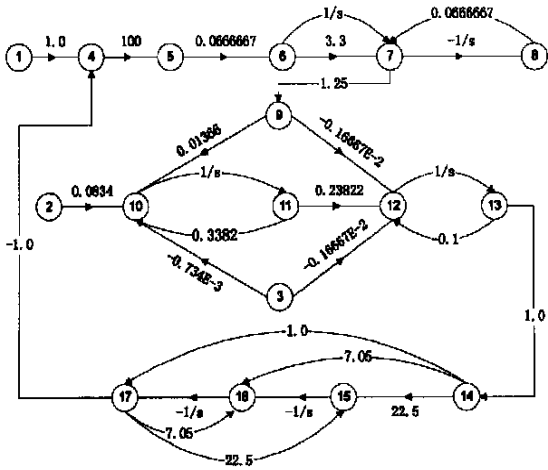 1/s 0.0666667
1 1.0 4 100 5 0.0666667 6 3.3 7 -1/s 8
1.25
9
0.01366 -0.16667E-2
1/s 1/s
2 0.0834 10 11 0.23822 12 13
0.3382 -0.1
-0.734E-3 -0.16667E-2
3
-1.0 1.0
1.0
7.05
17 -1/s 16 -1/s 15 22.5 14
7.05
22.5